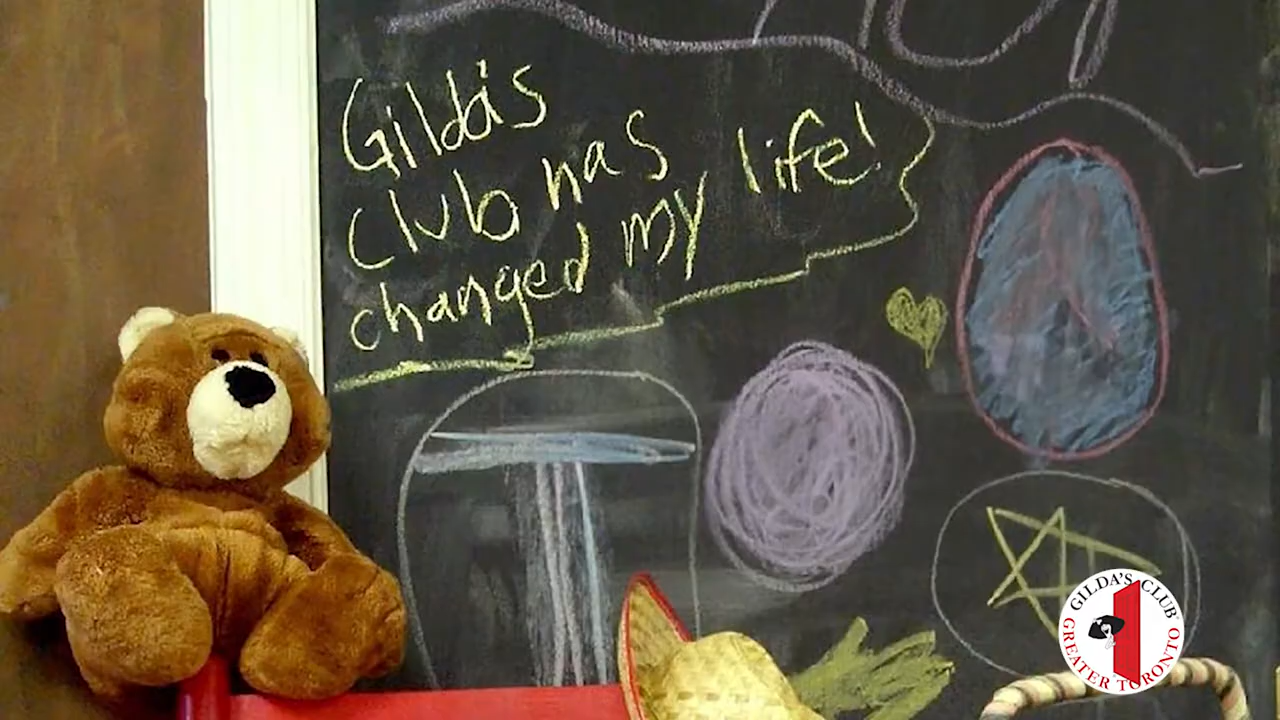 Gilda's
Club has
changed my life!
GILDA'S CLUB
GREATER TORONTO